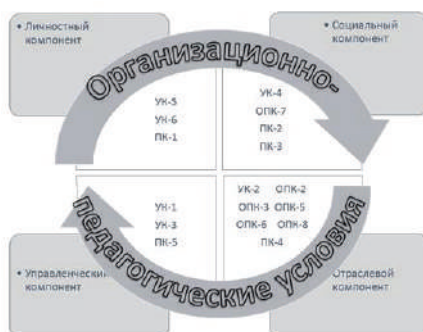 • Личностный
компонент
• Социальный
компонент
Организационно-
УК-5
УК-6
ПК-1
УК-4
ОПК-7
ПК-2
ПК-3
УК-1
УК-3
ПК-5
УК-2 ОПК-2
ОПК-3 ОПК-5
ОПК-6 ОПК-8
ПК-4
педагогические условия
• Управленческий
компонент
• Отраслевой
компонент